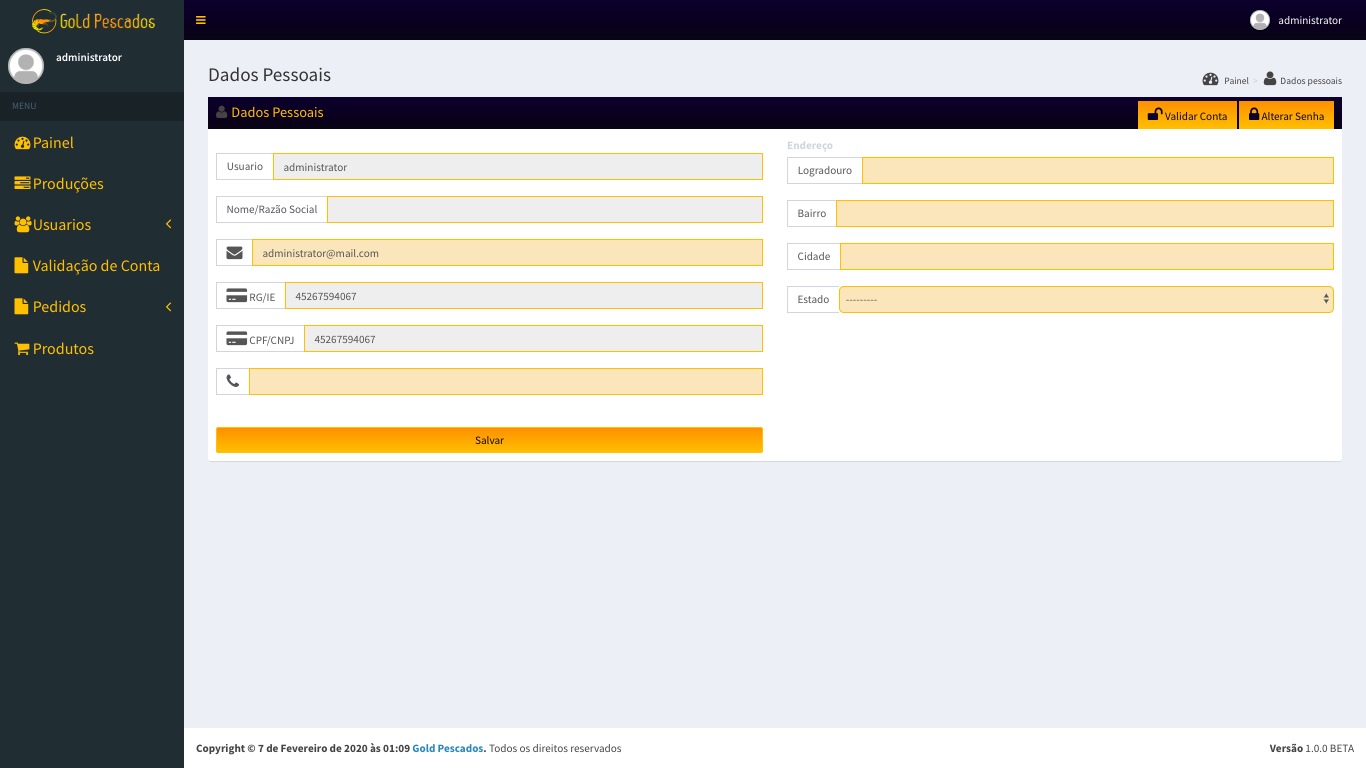 Gold Pescados
administrator
administrator
MENU
Painel
Produções
Usuarios
Validação de Conta
Pedidos
Produtos
Dados Pessoais
Painel > Dados pessoais
Dados Pessoais
Validar Conta
Alterar Senha
Usuario administrator
Nome/Razão Social
administrator@mail.com
RG/IE 45267594067
CPF/CNPJ 45267594067
Salvar
Endereço
Logradouro
Bairro
Cidade
Estado ---------
Copyright © 7 de Fevereiro de 2020 às 01:09 Gold Pescados. Todos os direitos reservados
Versão 1.0.0 BETA